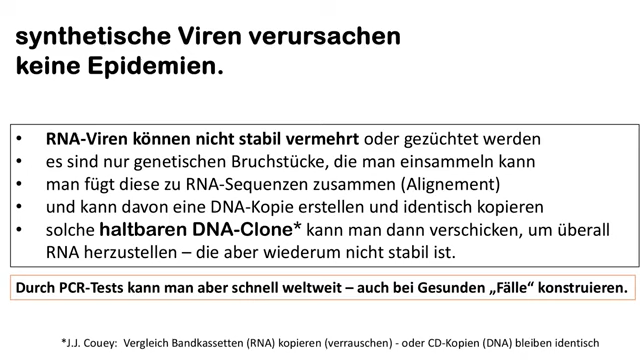 synthetische Viren verursachen
keine Epidemien.
• RNA-Viren können nicht stabil vermehrt oder gezüchtet werden
• es sind nur genetischen Bruchstücke, die man einsammeln kann
• man fügt diese zu RNA-Sequenzen zusammen (Alignement)
• und kann davon eine DNA-Kopie erstellen und identisch kopieren
• solche haltbaren DNA-Clone* kann man dann verschicken, um überall
RNA herzustellen – die aber wiederum nicht stabil ist.
Durch PCR-Tests kann man aber schnell weltweit – auch bei Gesunden „Fälle“ konstruieren.
*J.J. Couey: Vergleich Bandkassetten (RNA) kopieren (verrauschen) - oder CD-Kopien (DNA) bleiben identisch